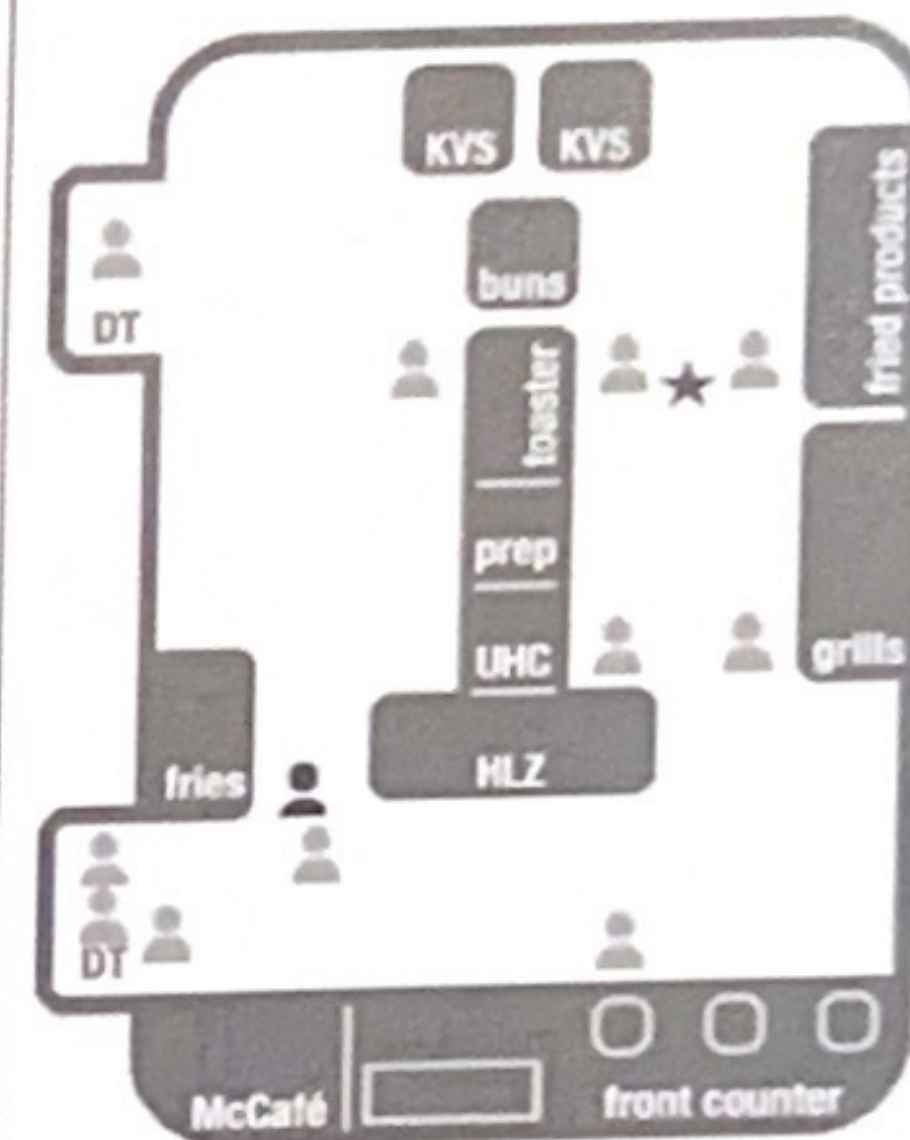 KVS KVS
buns
DT
fried products
toaster
prep
UHC
grills
HLZ
fries
DT
McCafé
front counter